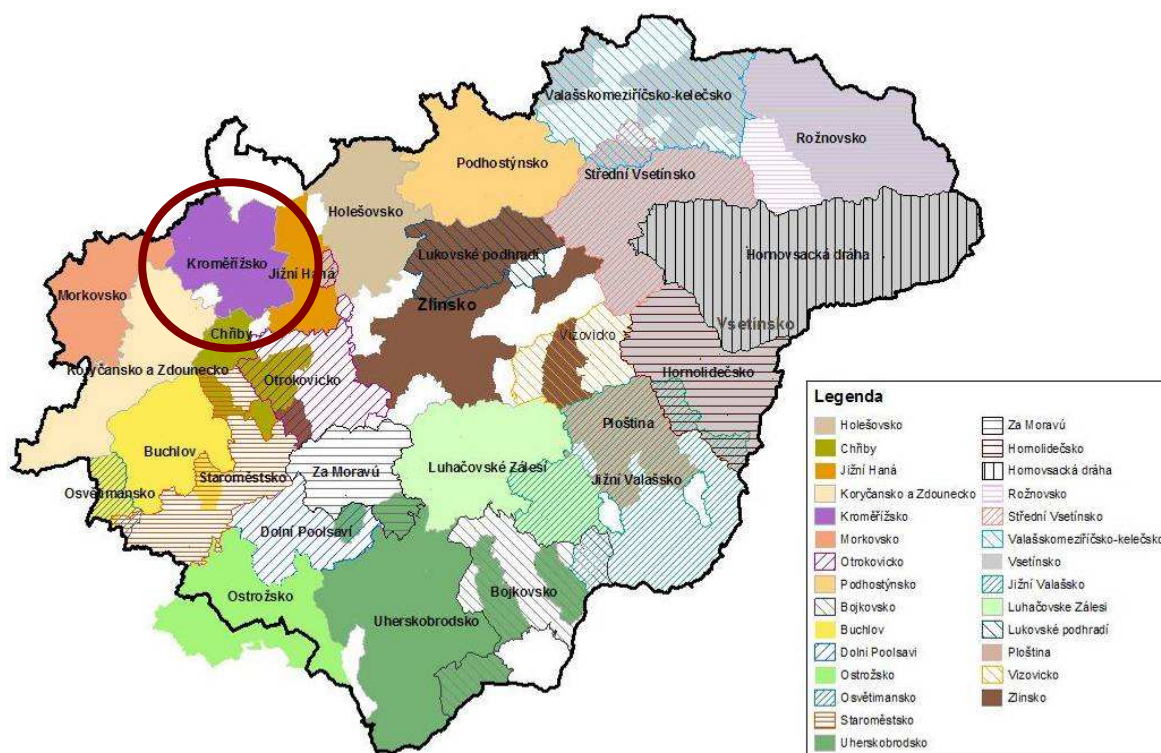 Valašskomeziříčsko-kelečsko
Rožnovsko
Podhostýnsko
Střední Vsetínsko
Holešovsko
Lukovské podhradí
Hornovsacká dráha
Kroměřížsko
Jižní Haná
Morkovsko
Zlínsko
Vsetínsko
Chřiby
Vizovicko
Koryčansko a Zdounecko
Otrokovicko
Hornolidečsko
Ploština
Buchlov
Staroměstsko
Za Moravú
Luhačovské Zálesí
Jižní Valašsko
Osvětimansko
Dolní Poolsaví
Ostrožsko
Bojkovsko
Uherskobrodsko
Legenda
Holešovsko
Chřiby
Jižní Haná
Koryčansko a Zdounecko
Kroměřížsko
Morkovsko
Otrokovicko
Podhostýnsko
Bojkovsko
Buchlov
Dolní Poolsavi
Ostrožsko
Osvětimansko
Staroměstsko
Uherskobrodsko
Za Moravú
Hornolidečsko
Hornovsacká dráha
Rožnovsko
Střední Vsetínsko
Valašskomeziříčsko-kelečsko
Vsetínsko
Jižní Valašsko
Luhačovske Zálesí
Lukovské podhradí
Ploština
Vizovicko
Zlínsko